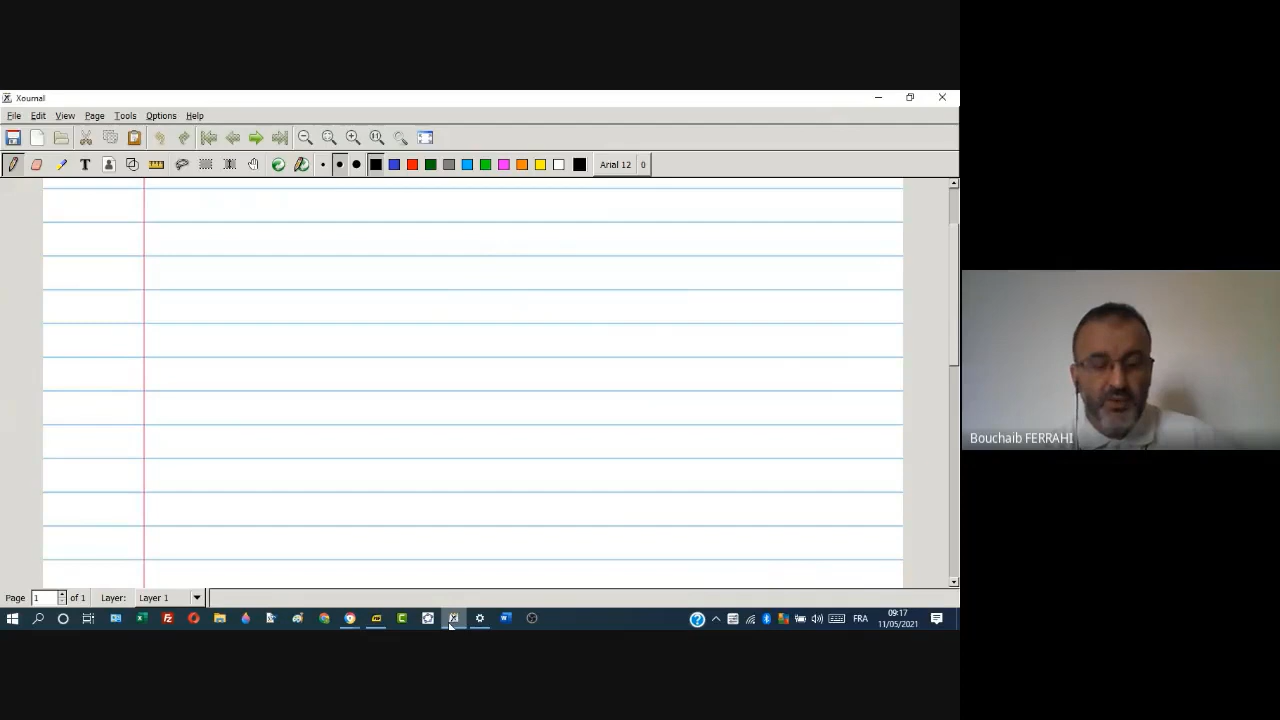 Xournal
File Edit View Page Tools Options Help
Arial 12 0
Bouchaib FERRAHI
Page 1 of 1 Layer: Layer 1
FRA
09:17
11/05/2021